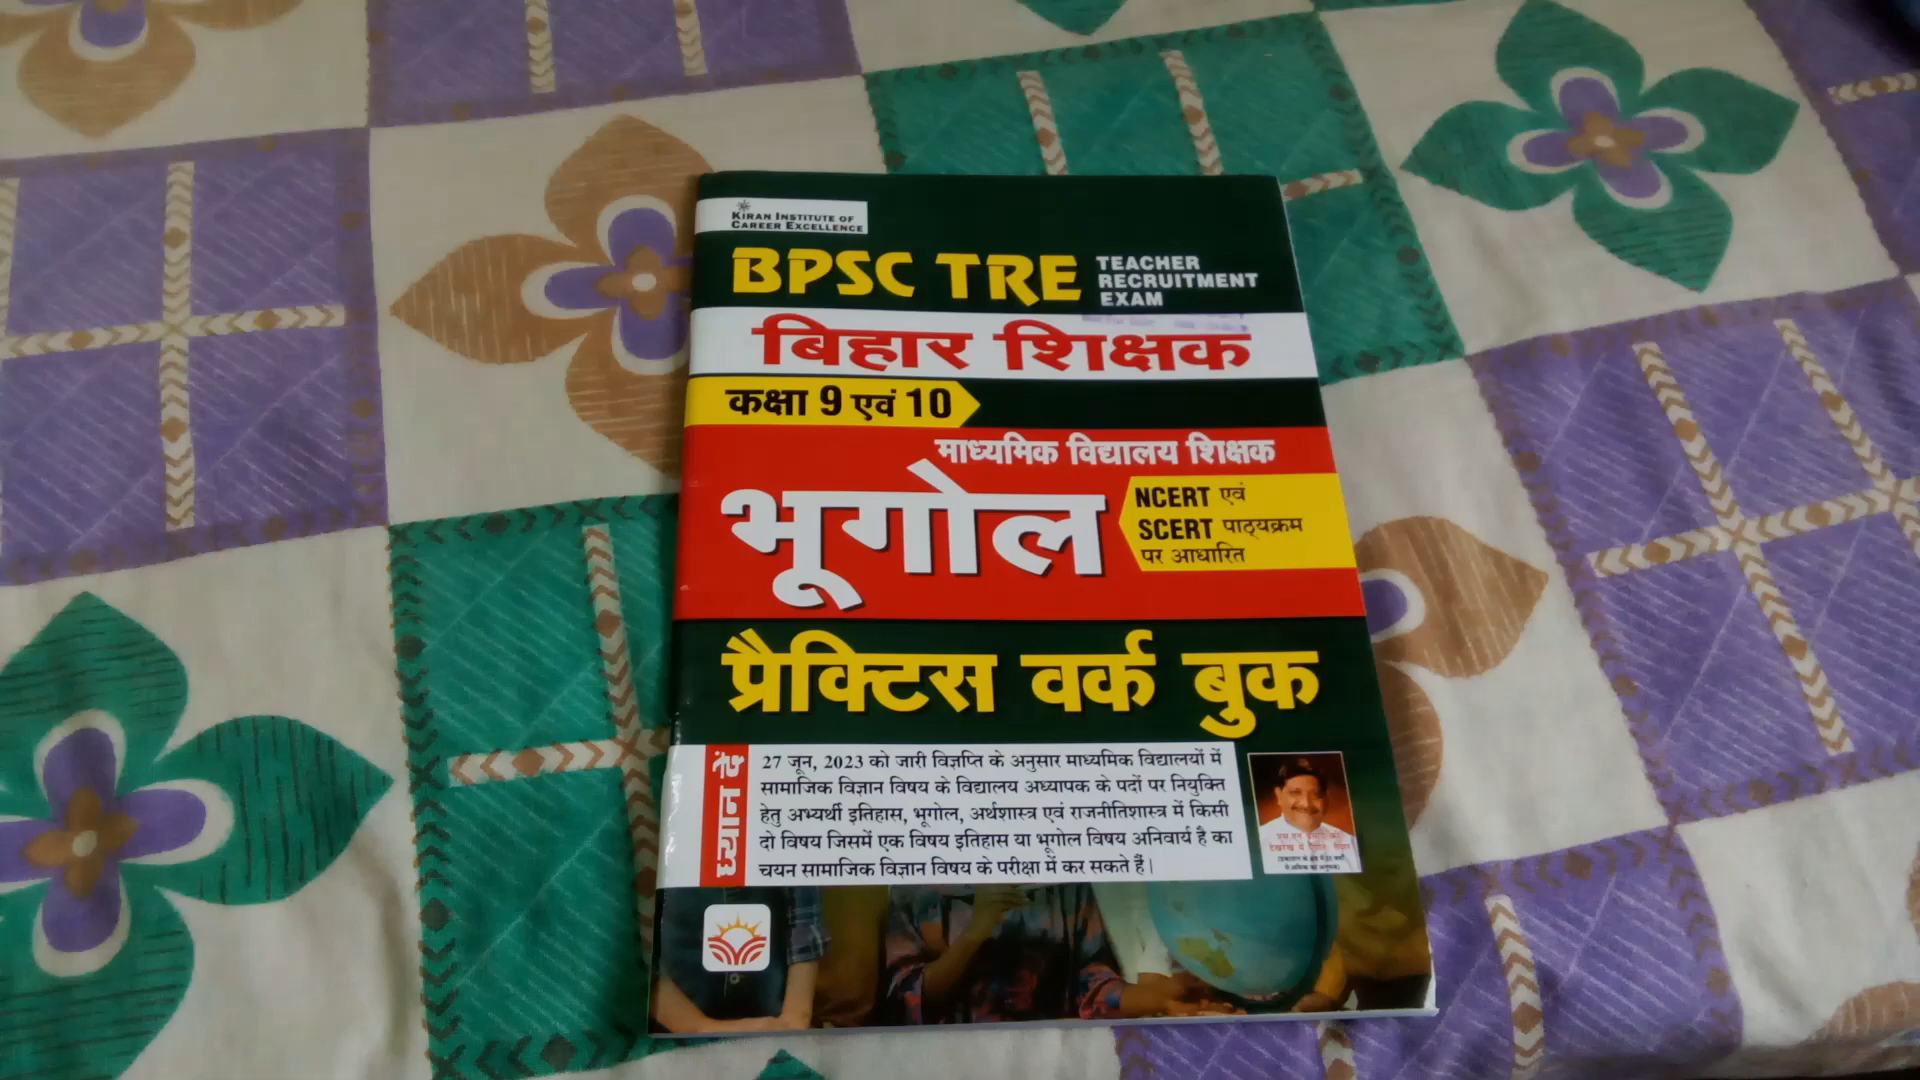 KIRAN INSTITUTE OF
CAREER EXCELLENCE
BPSC TRE
TEACHER
RECRUITMENT
EXAM
बिहार शिक्षक
कक्षा 9 एवं 10
माध्यमिक विद्यालय शिक्षक
भूगोल
NCERT एवं
SCERT पाठ्यक्रम
पर आधारित
प्रैक्टिस वर्क बुक
ध्यान दें
27 जून, 2023 को जारी विज्ञप्ति के अनुसार माध्यमिक विद्यालयों में
सामाजिक विज्ञान विषय के विद्यालय अध्यापक के पदों पर नियुक्ति
हेतु अभ्यर्थी इतिहास, भूगोल, अर्थशास्त्र एवं राजनीतिशास्त्र में किसी
दो विषय जिसमें एक विषय इतिहास या भूगोल विषय अनिवार्य है का
चयन सामाजिक विज्ञान विषय के परीक्षा में कर सकते हैं।